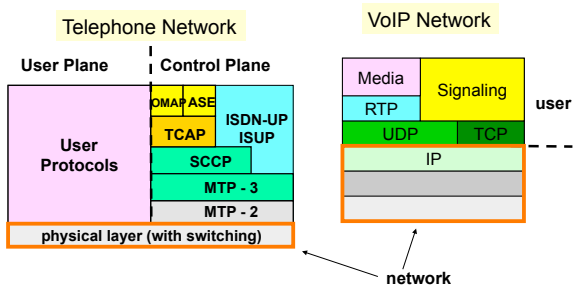 Telephone Network
VoIP Network
User Plane
Control Plane
OMAP
ASE
ISDN-UP
ISUP
TCAP
User
Protocols
SCCP
MTP - 3
MTP - 2
physical layer (with switching)
Media
Signaling
RTP
user
UDP
TCP
IP
network